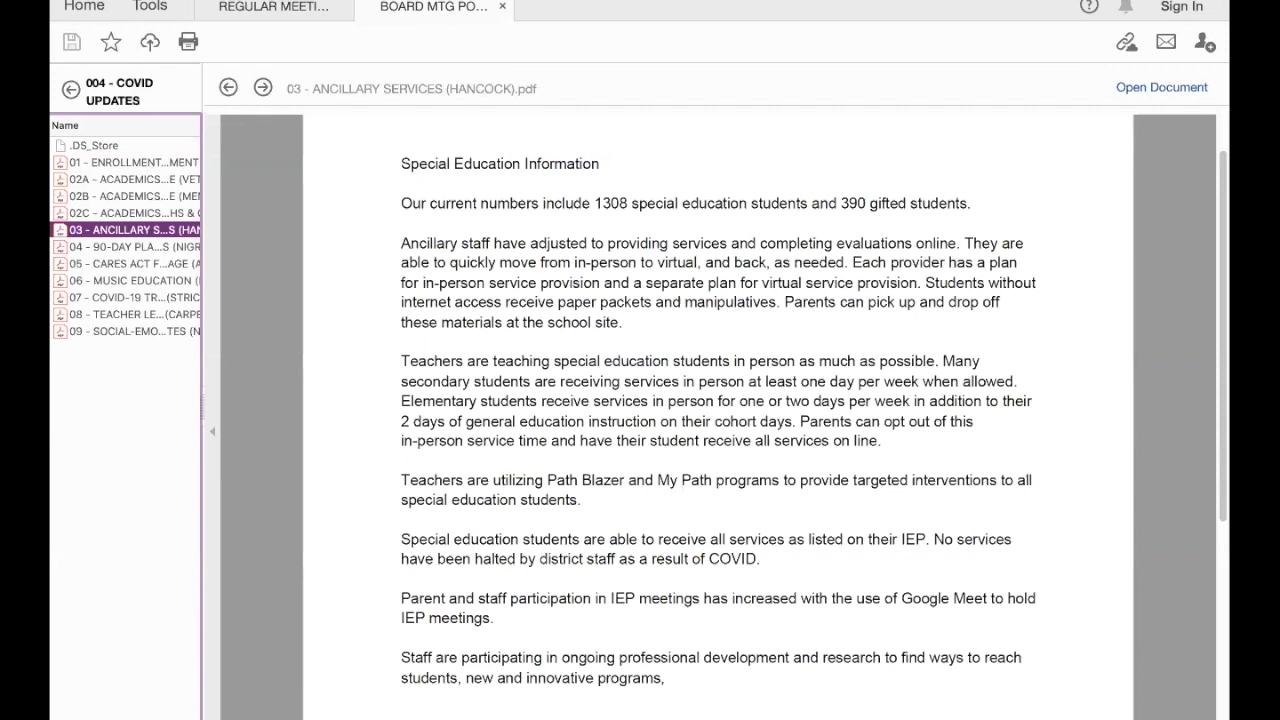 Home
Tools
REGULAR MEETI...
BOARD MTG PO... ×
?
Sign In
004 - COVID
UPDATES
03 - ANCILLARY SERVICES (HANCOCK).pdf
Open Document
Name
.DS_Store
01 - ENROLLMENT...MENT
02A - ACADEMICS...E (VET
02B - ACADEMICS...E (MEN
02C - ACADEMICS...HS & C
03 - ANCILLARY S...S (HAN
04 - 90-DAY PLA...S (NIGR
05 - CARES ACT F...AGE (A
06 - MUSIC EDUCATION (
07 - COVID-19 TR...(STRIC
08 - TEACHER LE...(CARPE
09 - SOCIAL-EMO...TES (N
Special Education Information
Our current numbers include 1308 special education students and 390 gifted students.
Ancillary staff have adjusted to providing services and completing evaluations online. They are
able to quickly move from in-person to virtual, and back, as needed. Each provider has a plan
for in-person service provision and a separate plan for virtual service provision. Students without
internet access receive paper packets and manipulatives. Parents can pick up and drop off
these materials at the school site.
Teachers are teaching special education students in person as much as possible. Many
secondary students are receiving services in person at least one day per week when allowed.
Elementary students receive services in person for one or two days per week in addition to their
2 days of general education instruction on their cohort days. Parents can opt out of this
in-person service time and have their student receive all services on line.
Teachers are utilizing Path Blazer and My Path programs to provide targeted interventions to all
special education students.
Special education students are able to receive all services as listed on their IEP. No services
have been halted by district staff as a result of COVID.
Parent and staff participation in IEP meetings has increased with the use of Google Meet to hold
IEP meetings.
Staff are participating in ongoing professional development and research to find ways to reach
students, new and innovative programs,